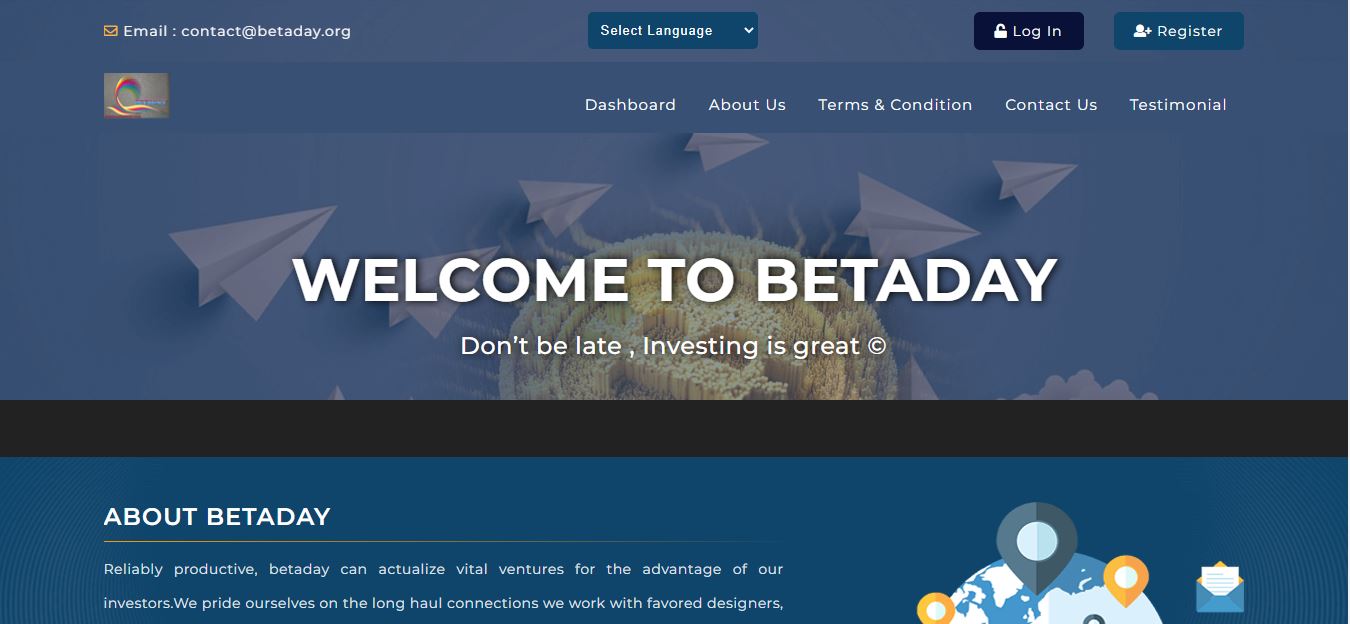 Email : contact@betaday.org
Select Language
Log In
Register
Dashboard
About Us
Terms & Condition
Contact Us
Testimonial
WELCOME TO BETADAY
Don’t be late , Investing is great ©
ABOUT BETADAY
Reliably productive, betaday can actualize vital ventures for the advantage of our
investors.We pride ourselves on the long haul connections we work with favored designers,